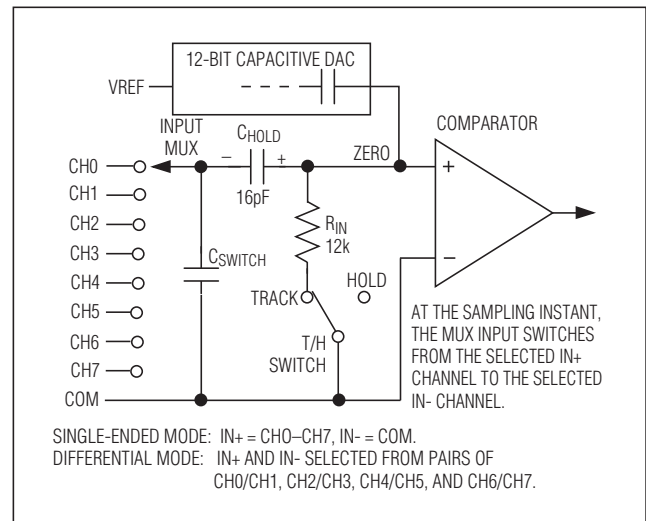 12-BIT CAPACITIVE DAC
VREF
INPUT
MUX
CHOLD
– +
16pF
ZERO
COMPARATOR
+
–
CH0
CH1
CH2
CH3
CH4
CH5
CH6
CH7
COM
CSWITCH
RIN
12k
TRACK
HOLD
T/H
SWITCH
AT THE SAMPLING INSTANT,
THE MUX INPUT SWITCHES
FROM THE SELECTED IN+
CHANNEL TO THE SELECTED
IN- CHANNEL.
SINGLE-ENDED MODE: IN+ = CHO–CH7, IN- = COM.
DIFFERENTIAL MODE: IN+ AND IN- SELECTED FROM PAIRS OF
CH0/CH1, CH2/CH3, CH4/CH5, AND CH6/CH7.